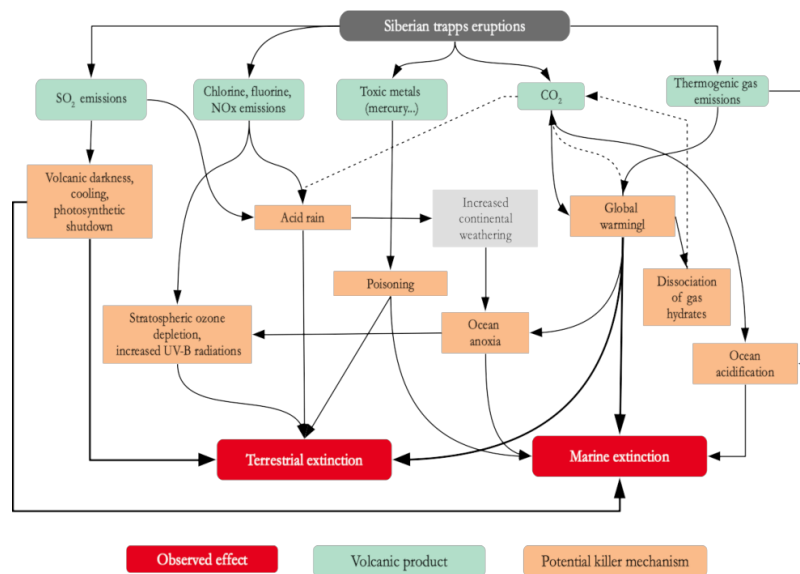 Siberian trapps eruptions
SO₂ emissions
Chlorine, fluorine,
NOx emissions
Toxic metals
(mercury...)
CO₂
Thermogenic gas
emissions
Volcanic darkness,
cooling,
photosynthetic
shutdown
Acid rain
Increased
continental
weathering
Global
warmingl
Poisoning
Dissociation of
gas
hydrates
Stratospheric ozone
depletion,
increased UV-B radiations
Ocean
anoxia
Ocean
acidification
Terrestrial extinction
Marine extinction
Observed effect
Volcanic product
Potential killer mechanism